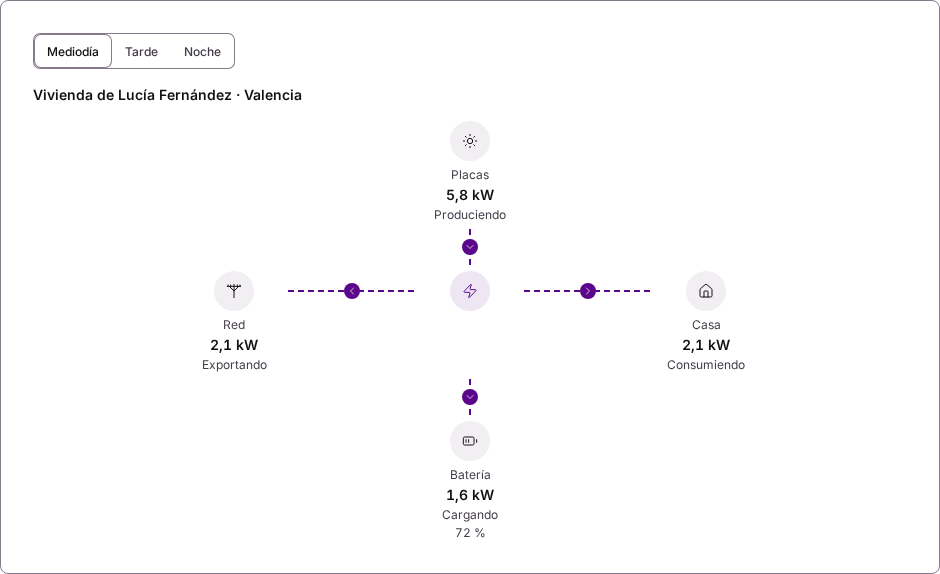 Mediodía Tarde Noche
Vivienda de Lucía Fernández · Valencia
Placas
5,8 kW
Produciendo
Red
2,1 kW
Exportando
Casa
2,1 kW
Consumiendo
Batería
1,6 kW
Cargando
72 %